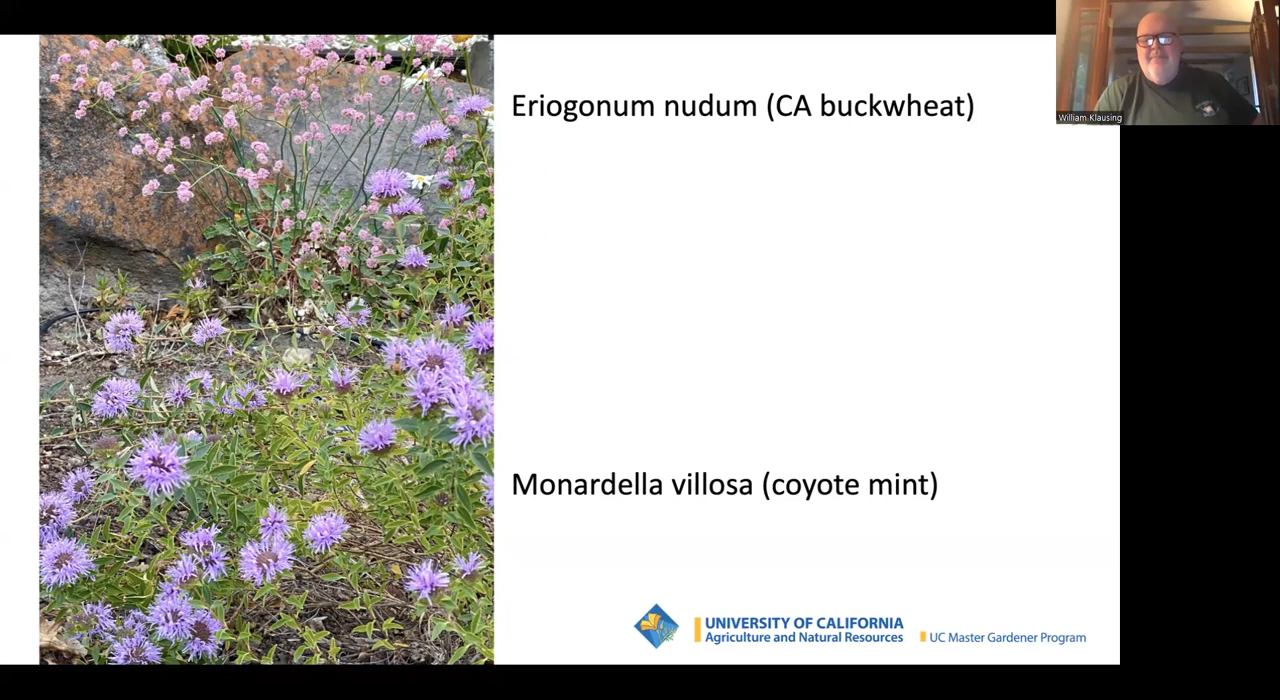 Eriogonum nudum (CA buckwheat)
William Klausing
Monardella villosa (coyote mint)
UNIVERSITY OF CALIFORNIA
Agriculture and Natural Resources
UC Master Gardener Program